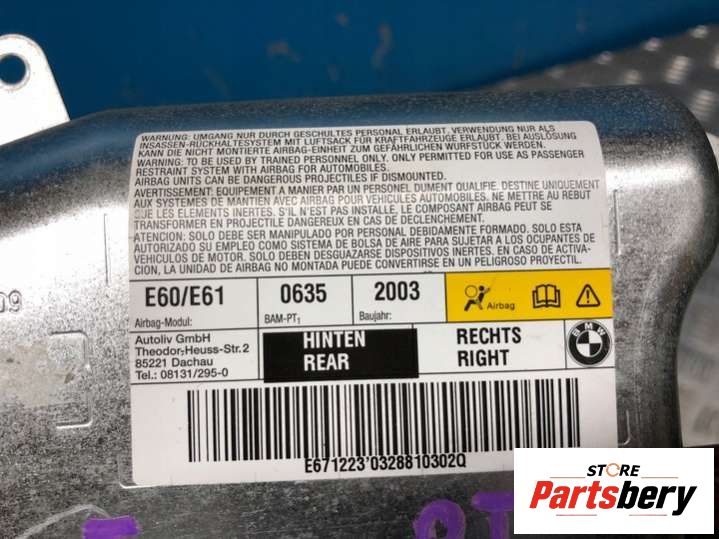 WARNUNG: UMGANG NUR DURCH GESCHULTES PERSONAL ERLAUBT, VERWENDUNG NUR ALS
INSASSEN-RÜCKHALTESYSTEM MIT LUFTSACK FÜR KRAFTFAHRZEUGE ERLAUBT. BEI AUSLÖSUNG
KANN DIE NICHT MONTIERTE AIRBAG-EINHEIT ZUM GEFÄHRLICHEN WURFSTÜCK WERDEN.
WARNING: TO BE USED BY TRAINED PERSONNEL ONLY. ONLY PERMITTED FOR USE AS PASSENGER
RESTRAINT SYSTEM WITH AIRBAG FOR AUTOMOBILES.
AIRBAG UNITS CAN BE DANGEROUS PROJECTILES IF DISMOUNTED.
AVERTISSEMENT: EQUIPEMENT A MANIER PAR UN PERSONEL DUMENT QUALIFIE, DESTINE UNIQUEMENT
AUX SYSTEMES DE MANTIEN AVEC AIRBAG POUR VEHICULES AUTOMOBILES. NE METTRE AU REBUT
QUE LES ELEMENTS INERTES. S'IL N'EST PAS INSTALLE, LE COMPOSANT AIRBAG PEUT SE
TRANSFORMER EN PROJECTILE DANGEREUX EN CAS DE DECLENCHEMENT.
ATENCION: SOLO DEBE SER MANIPULADO POR PERSONAL DEBIDAMENTE FORMADO. SOLO ESTA
AUTORIZADO SU EMPLEO COMO SISTEMA DE BOLSA DE AIRE PARA SUJETAR A LOS OCUPANTES DE
VEHICULOS DE MOTOR. SOLO DEBEN DESGUAZARSE DISPOSITIVOS INERTES. EN CASO DE ACTIVA-
CION, LA UNIDAD DE AIRBAG NO MONTADA PUEDE CONVERTIRSE EN UN PELIGROSO PROYECTIL.
E60/E61 0635 2003 Airbag
Airbag-Modul: BAM-PT1 Baujahr:
Autoliv GmbH
Theodor-Heuss-Str.2
85221 Dachau
Tel.: 08131/295-0
HINTEN
REAR
RECHTS
RIGHT
BMW
E671223'0328810302Q
STORE
Partsbery